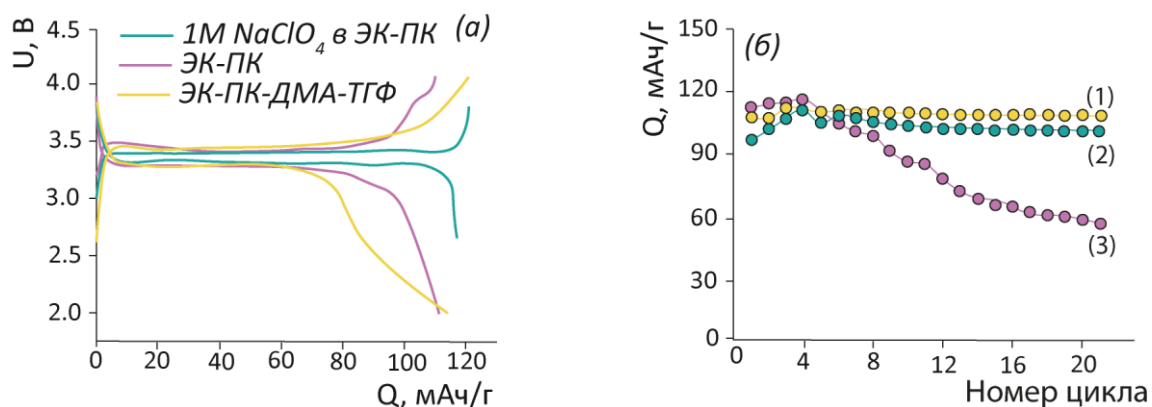 U, В
4.5
4.0
3.5
3.0
2.5
2.0
0 20 40 60 80 100 120
Q, мАч/г
1М NaClO₄ в ЭК-ПК (а)
ЭК-ПК
ЭК-ПК-ДМА-ТГФ
Q, мАч/г
150
120
90
60
30
0
0 4 8 12 16 20
Номер цикла
(б)
(1)
(2)
(3)